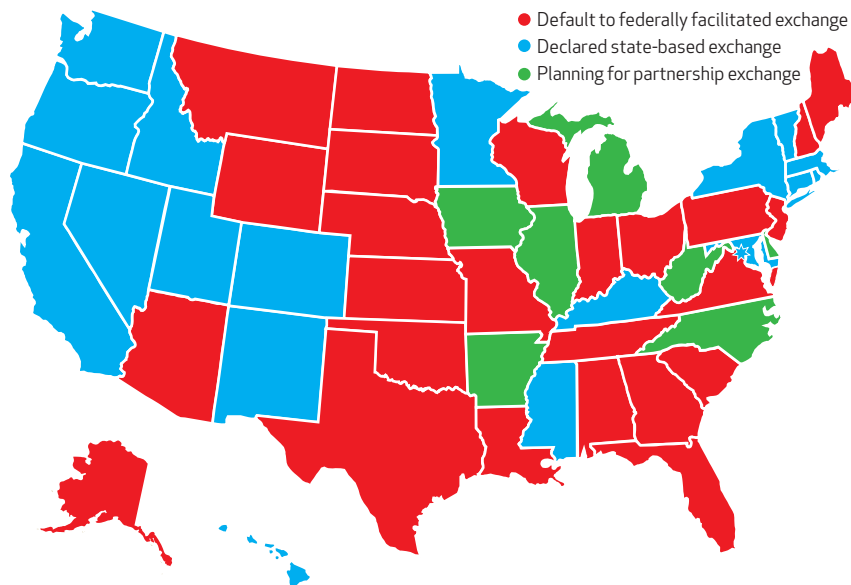 Default to federally facilitated exchange
Declared state-based exchange
Planning for partnership exchange